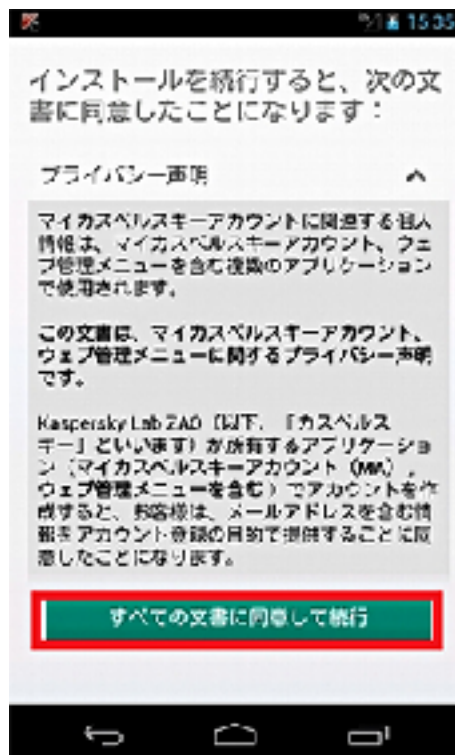 15:35
インストールを続行すると、次の文
書に同意したことになります：
プライバシー声明
マイカスペルスキーアカウントに関連する個人
情報は、マイカスペルスキーアカウント、ウェ
ブ管理メニューを含む複数のアプリケーション
で使用されます。
この文書は、マイカスペルスキーアカウント、
ウェブ管理メニューに関するプライバシー声明
です。
Kaspersky Lab ZAO（以下、「カスペルス
キー」といいます）が所有するアプリケーショ
ン（マイカスペルスキーアカウント（MA）、
ウェブ管理メニューを含む）でアカウントを作
成すると、お客様は、メールアドレスを含む情
報をアカウント登録の目的で提供することに同
意したことになります。
すべての文書に同意して続行